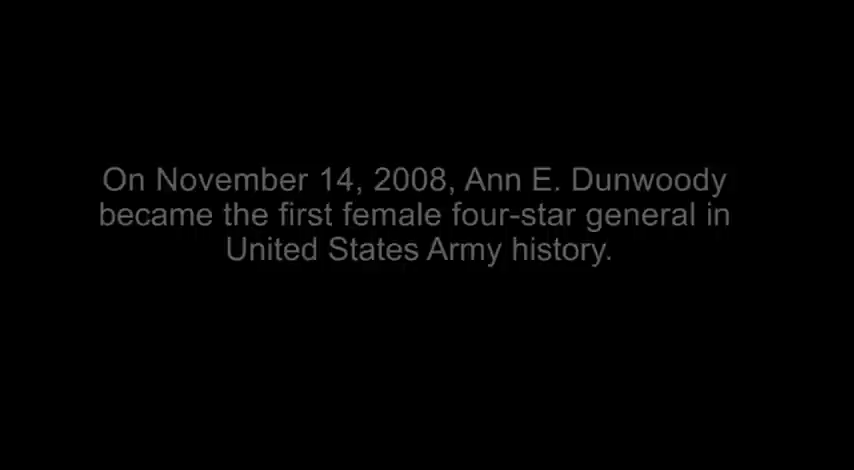 On November 14, 2008, Ann E. Dunwoody
became the first female four-star general in
United States Army history.